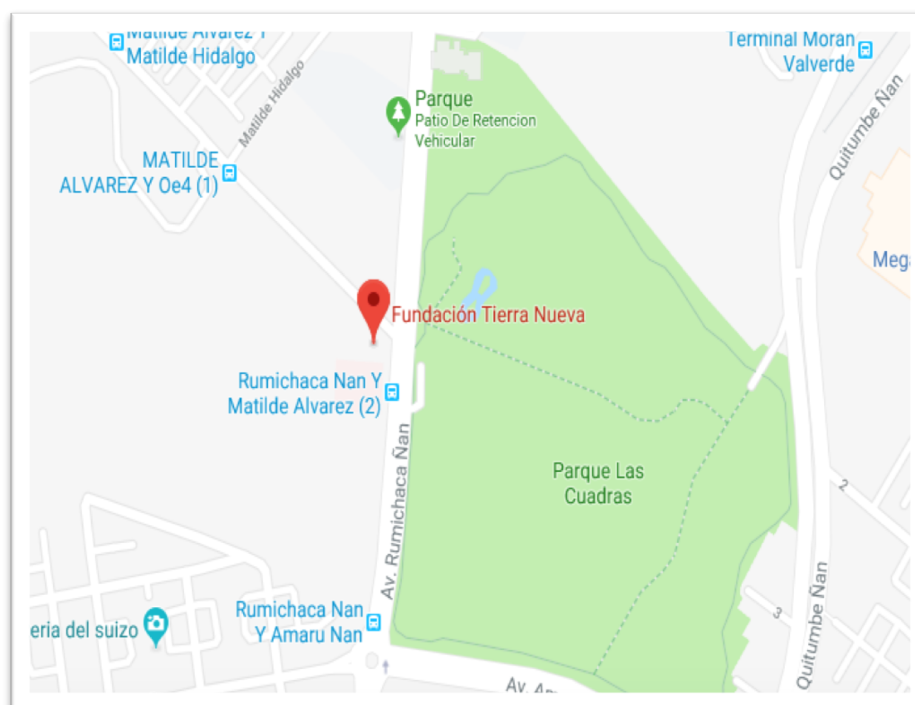 Matilde Alvarez Y
Matilde Hidalgo
Matilde Hidalgo
Terminal Moran
Valverde
Quitumbe Ñan
Parque
Patio De Retencion
Vehicular
MATILDE
ALVAREZ Y Oe4 (1)
Mega
Fundación Tierra Nueva
Rumichaca Nan Y
Matilde Alvarez (2)
Av. Rumichaca Ñan
Parque Las
Cuadras
2
3
Rumichaca Nan
Y Amaru Nan
eria del suizo
Quitumbe Ñan
Av. Am